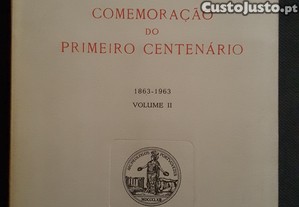 CustoJusto.pt
COMEMORAÇÃO
DO
PRIMEIRO CENTENÁRIO
1863-1963
VOLUME II